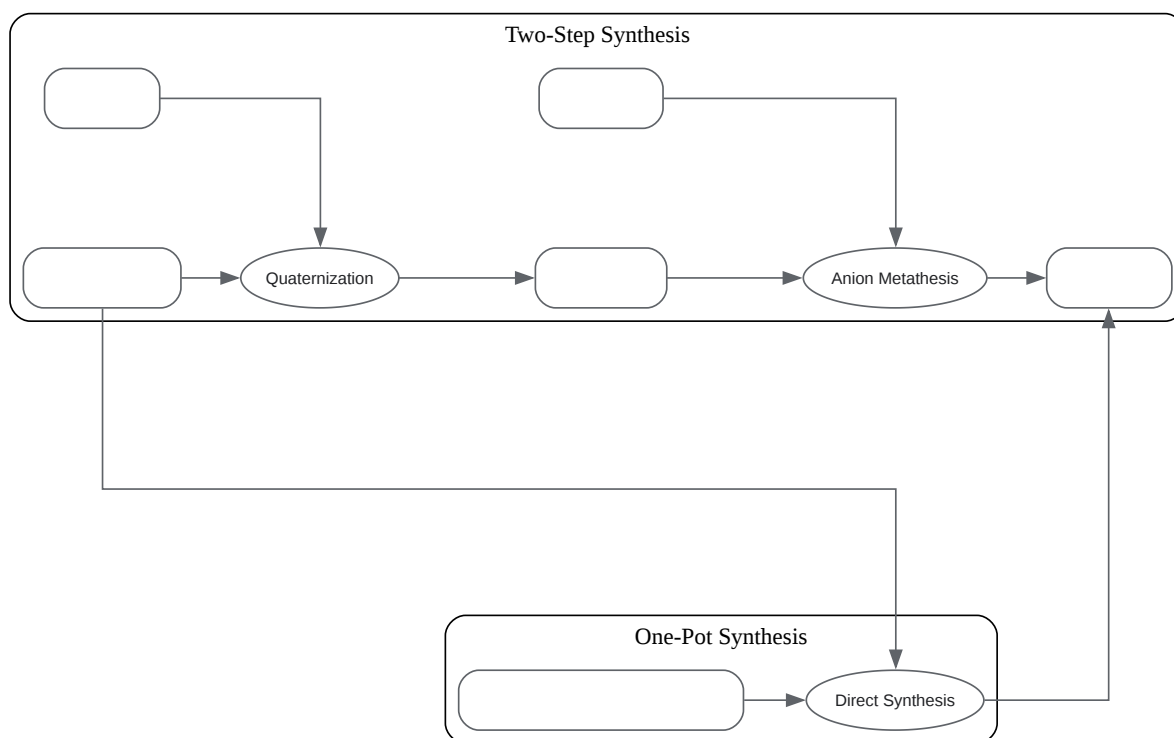 Two-Step Synthesis
Quaternization
Anion Metathesis
One-Pot Synthesis
Direct Synthesis